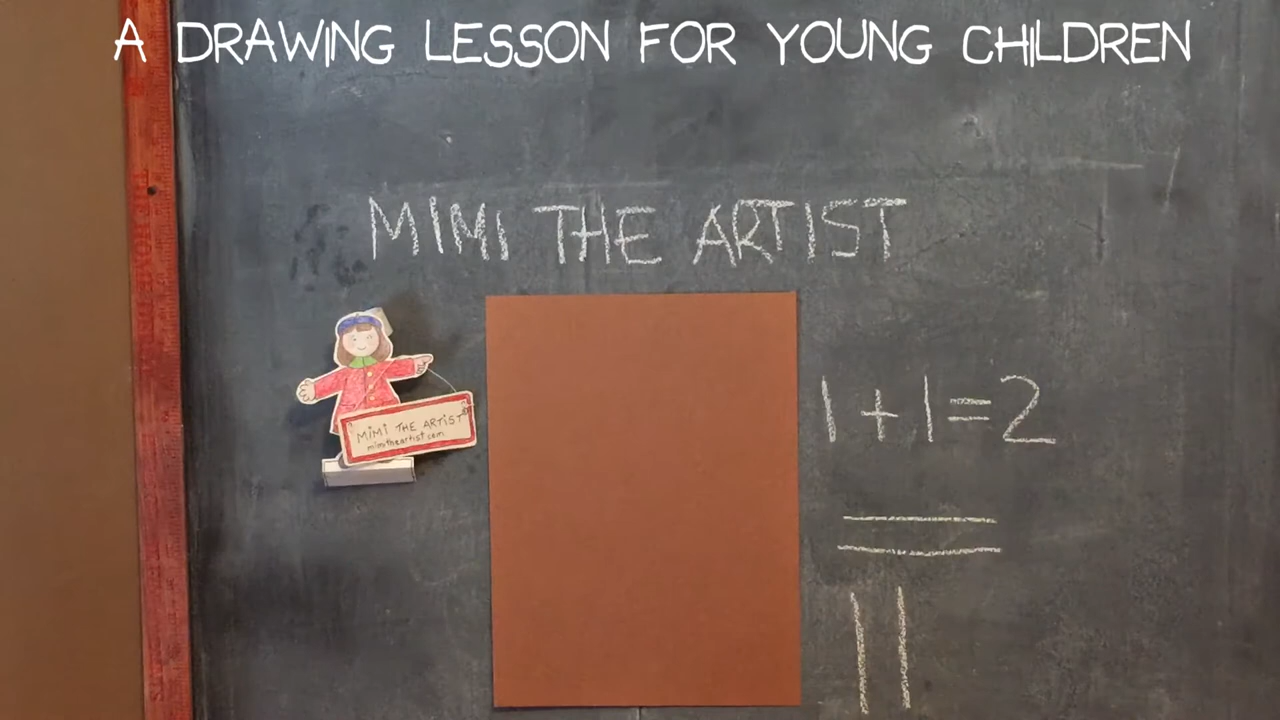 A DRAWING LESSON FOR YOUNG CHILDREN
MIMI THE ARTIST
MIMI THE ARTIST
mimitheartist.com
1+1=2